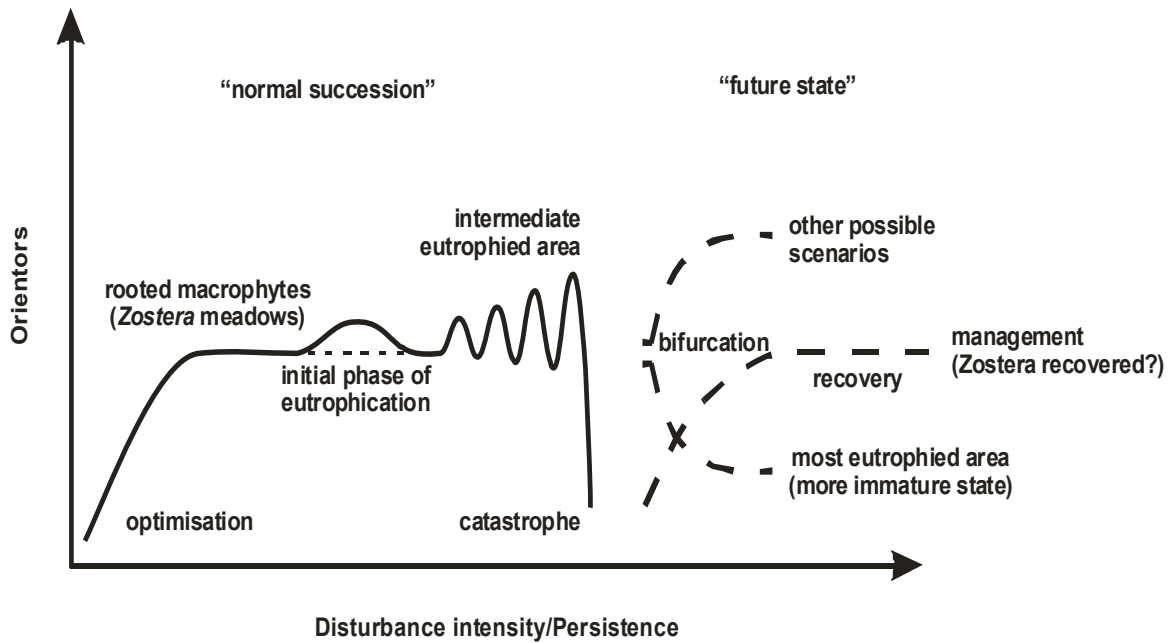 “normal succession”
“future state”
Orientors
intermediate
eutrophied area
rooted macrophytes
(Zostera meadows)
initial phase of
eutrophication
optimisation
catastrophe
other possible
scenarios
bifurcation
management
(Zostera recovered?)
recovery
most eutrophied area
(more immature state)
Disturbance intensity/Persistence